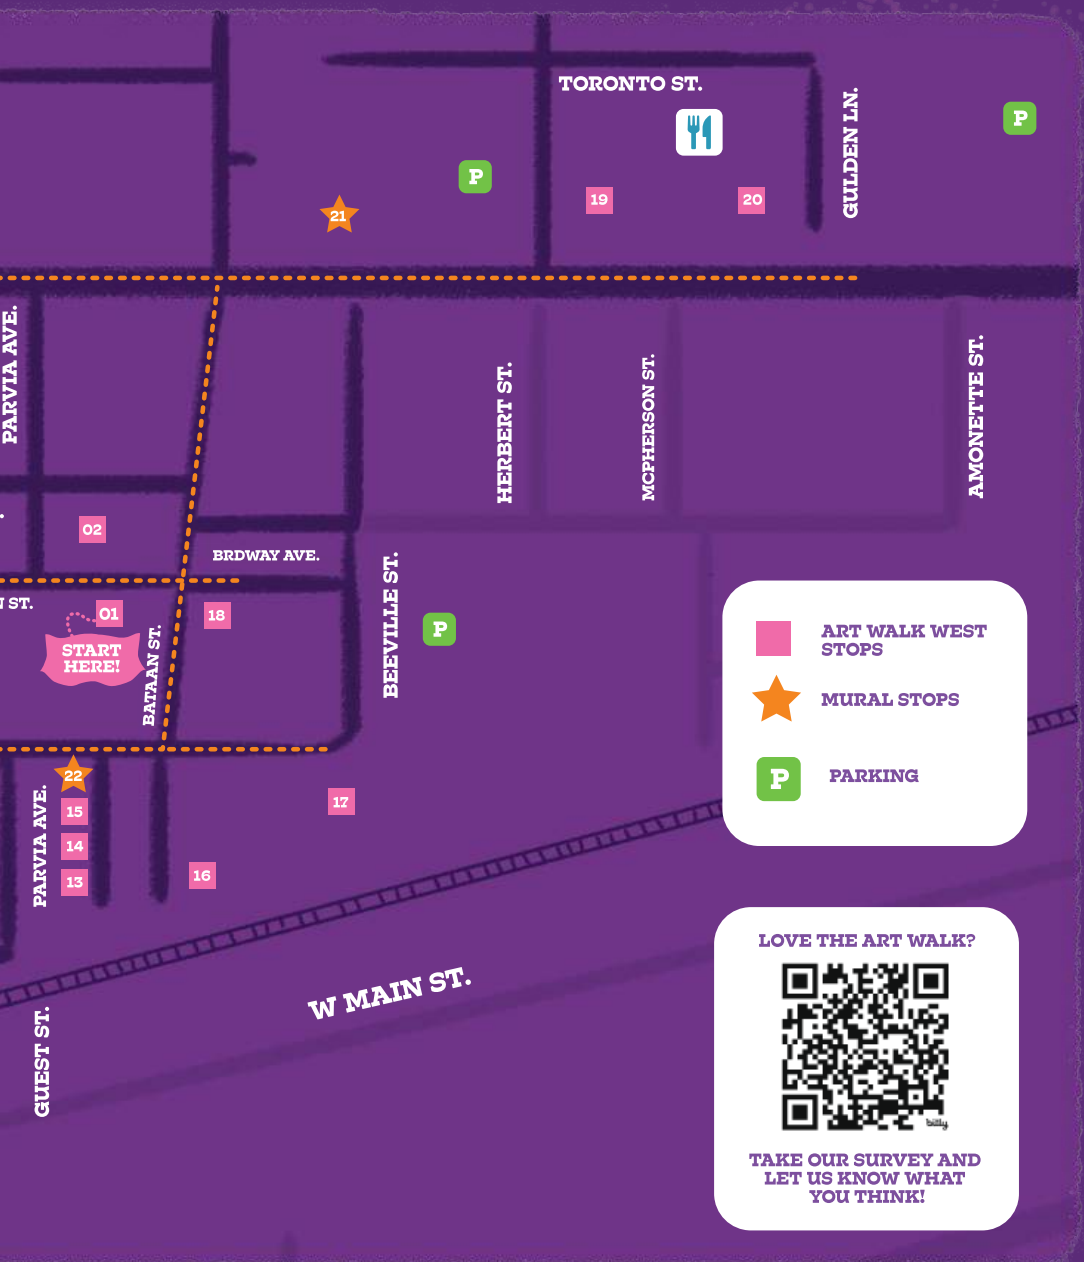 TORONTO ST.
GULDEN LN.
P
P
19
20
21
PARVIA AVE.
HERBERT ST.
MCPHERSON ST.
AMONETTE ST.
02
BRDWAY AVE.
BEEVILLE ST.
N ST.
01
18
START
HERE!
BATAAN ST.
P
ART WALK WEST
STOPS
MURAL STOPS
P
PARKING
22
PARVIA AVE.
15
14
13
17
16
W MAIN ST.
GUEST ST.
LOVE THE ART WALK?
bitly
TAKE OUR SURVEY AND
LET US KNOW WHAT
YOU THINK!